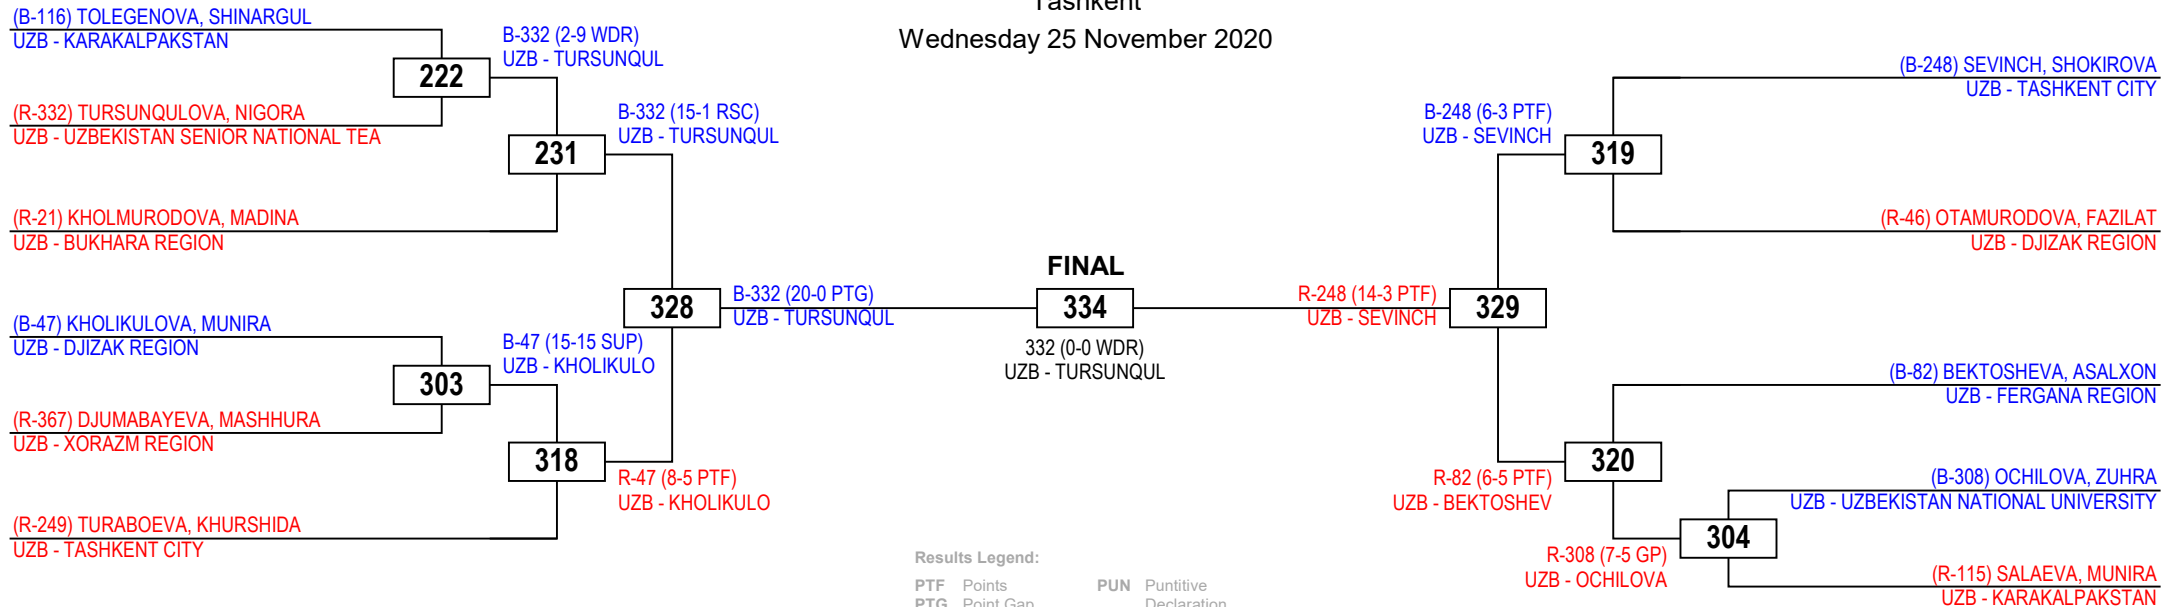 Tashkent
Wednesday 25 November 2020
(B-116) TOLEGENOVA, SHINARGUL
UZB - KARAKALPAKSTAN
B-332 (2-9 WDR)
UZB - TURSUNQUL
222
(R-332) TURSUNQULOVA, NIGORA
UZB - UZBEKISTAN SENIOR NATIONAL TEA
B-332 (15-1 RSC)
UZB - TURSUNQUL
231
(R-21) KHOLMURODOVA, MADINA
UZB - BUKHARA REGION
328
B-332 (20-0 PTG)
UZB - TURSUNQUL
(B-47) KHOLIKULOVA, MUNIRA
UZB - DJIZAK REGION
B-47 (15-15 SUP)
UZB - KHOLIKULO
303
(R-367) DJUMABAYEVA, MASHHURA
UZB - XORAZM REGION
318
R-47 (8-5 PTF)
UZB - KHOLIKULO
(R-249) TURABOEVA, KHURSHIDA
UZB - TASHKENT CITY
FINAL
334
332 (0-0 WDR)
UZB - TURSUNQUL
(B-248) SEVINCH, SHOKIROVA
UZB - TASHKENT CITY
B-248 (6-3 PTF)
UZB - SEVINCH
319
(R-46) OTAMURODOVA, FAZILAT
UZB - DJIZAK REGION
R-248 (14-3 PTF)
UZB - SEVINCH
329
(B-82) BEKTOSHEVA, ASALXON
UZB - FERGANA REGION
320
R-82 (6-5 PTF)
UZB - BEKTOSHEV
(B-308) OCHILOVA, ZUHRA
UZB - UZBEKISTAN NATIONAL UNIVERSITY
304
R-308 (7-5 GP)
UZB - OCHILOVA
(R-115) SALAEVA, MUNIRA
UZB - KARAKALPAKSTAN
Results Legend:
PTF Points PUN Puntitive
PTG Point Gap Declaration